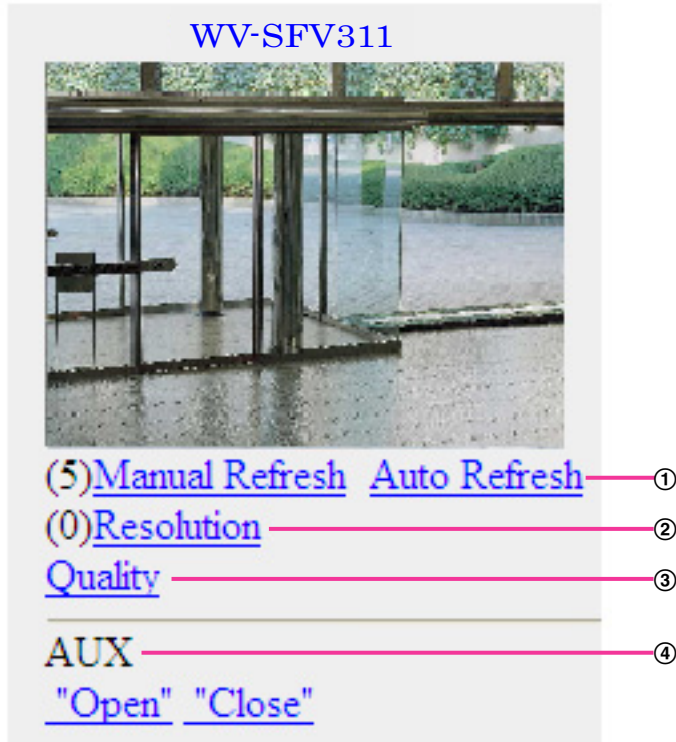 WV-SFV311
(5)Manual Refresh Auto Refresh ①
(0)Resolution ②
Quality ③
AUX ④
"Open" "Close"